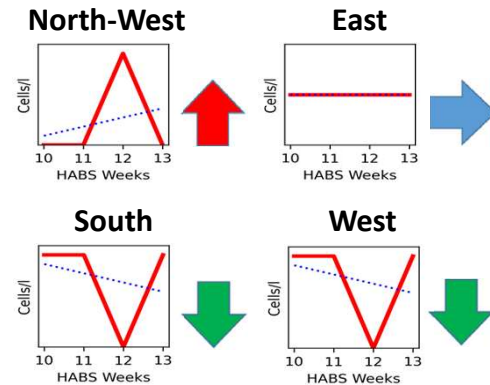 North-West
Cells/l
10 11 12 13
HABS Weeks
East
Cells/l
10 11 12 13
HABS Weeks
South
Cells/l
10 11 12 13
HABS Weeks
West
Cells/l
10 11 12 13
HABS Weeks